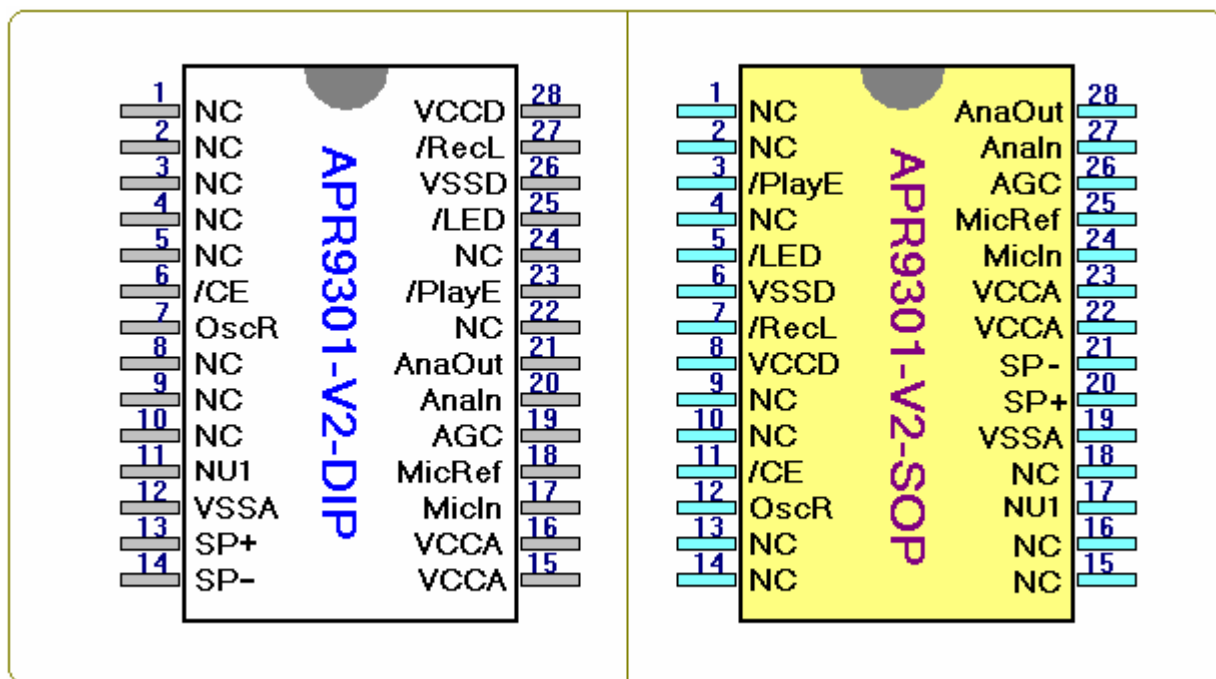 1 NC VCCD 28
2 NC /RecL 27
3 NC VSSD 26
4 NC /LED 25
5 NC NC 24
6 /CE /PlayE 23
7 OscR NC 22
8 NC AnaOut 21
9 NC AnaIn 20
10 NC AGC 19
11 NU1 MicRef 18
12 VSSA MicIn 17
13 SP+ VCCA 16
14 SP- VCCA 15
APR9301-V2-DIP
1 NC AnaOut 28
2 NC AnaIn 27
3 /PlayE AGC 26
4 NC MicRef 25
5 /LED MicIn 24
6 VSSD VCCA 23
7 /RecL VCCA 22
8 VCCD SP- 21
9 NC SP+ 20
10 NC VSSA 19
11 /CE NC 18
12 OscR NU1 17
13 NC NC 16
14 NC NC 15
APR9301-V2-SOP